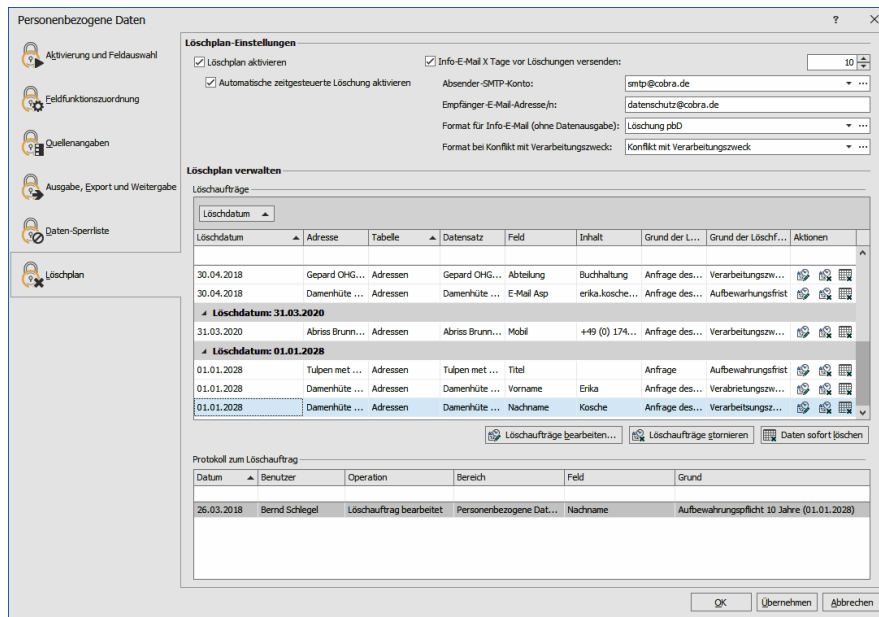 Personenbezogene Daten
? X
Aktivierung und Feldauswahl
Feldfunktionszuordnung
Quellenangaben
Ausgabe, Export und Weitergabe
Daten-Sperrliste
Löschplan
Löschplan-Einstellungen
Löschplan aktivieren
Info-E-Mail X Tage vor Löschungen versenden:
10
Automatische zeitgesteuerte Löschung aktivieren
Absender-SMTP-Konto:
smtp@cobra.de
Empfänger-E-Mail-Adresse/n:
datenschutz@cobra.de
Format für Info-E-Mail (ohne Datenausgabe):
Löschung pbD
Format bei Konflikt mit Verarbeitungszweck:
Konflikt mit Verarbeitungszweck
Löschplan verwalten
Löschaufträge
Löschdatum
Löschdatum Adresse Tabelle Datensatz Feld Inhalt Grund der L... Grund der Löschf... Aktionen
30.04.2018 Gepard OHG... Adressen Gepard OHG... Abteilung Buchhaltung Anfrage des... Verarbeitungszw...
30.04.2018 Damenhüte ... Adressen Damenhüte ... E-Mail Asp erika.kosche... Anfrage des... Aufbewarhungsfrist
Löschdatum: 31.03.2020
31.03.2020 Abriss Brunn... Adressen Abriss Brunn... Mobil +49 (0) 174... Anfrage des... Verarbeitungszw...
Löschdatum: 01.01.2028
01.01.2028 Tulpen met ... Adressen Tulpen met ... Titel Anfrage Aufbewahrungsfrist
01.01.2028 Damenhüte ... Adressen Damenhüte ... Vorname Erika Anfrage des... Verabrietungszw...
01.01.2028 Damenhüte ... Adressen Damenhüte ... Nachname Kosche Anfrage des... Verarbeitsungsz...
Löschaufträge bearbeiten...
Löschaufträge stornieren
Daten sofort löschen
Protokoll zum Löschauftrag
Datum Benutzer Operation Bereich Feld Grund
26.03.2018 Bernd Schlegel Löschauftrag bearbeitet Personenbezogene Dat... Nachname Aufbewahrungspflicht 10 Jahre (01.01.2028)
OK
Übernehmen
Abbrechen